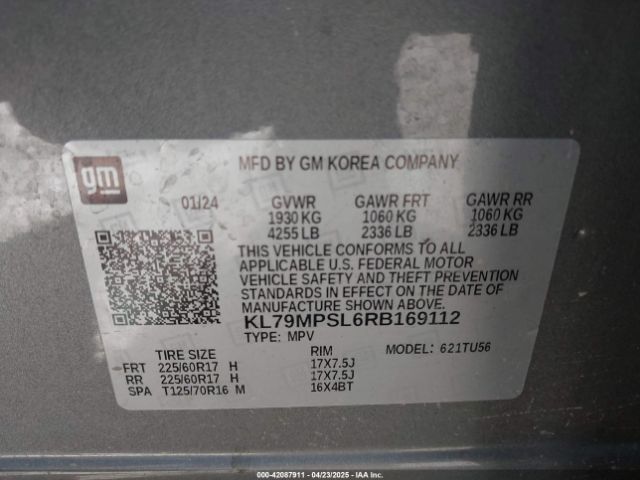 gm
MFD BY GM KOREA COMPANY
01/24 GVWR GAWR FRT GAWR RR
1930 KG 1060 KG 1060 KG
4255 LB 2336 LB 2336 LB
THIS VEHICLE CONFORMS TO ALL
APPLICABLE U.S. FEDERAL MOTOR
VEHICLE SAFETY AND THEFT PREVENTION
STANDARDS IN EFFECT ON THE DATE OF
MANUFACTURE SHOWN ABOVE.
KL79MPSL6RB169112
TYPE: MPV MODEL: 621TU56
TIRE SIZE RIM
FRT 225/60R17 H 17X7.5J
RR 225/60R17 H 17X7.5J
SPA T125/70R16 M 16X4BT
000-42087911 - 04/23/2025 - IAA Inc.